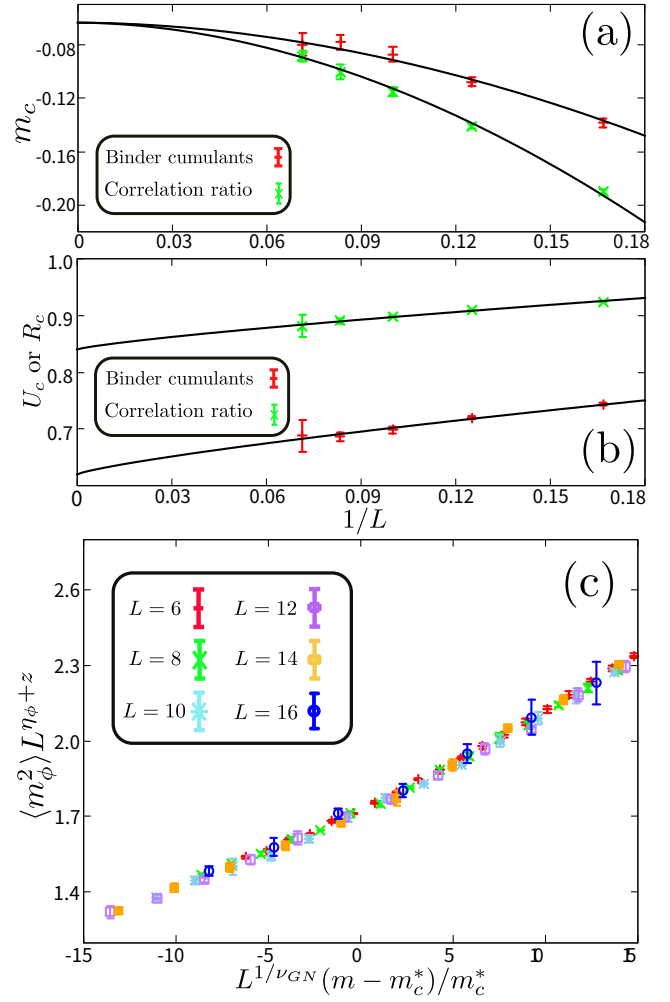 (a)
m_c
-0.08
-0.12
-0.16
-0.20
Binder cumulants
Correlation ratio
0 0.03 0.06 0.09 0.12 0.15 0.18
(b)
U_c or R_c
1.0
0.9
0.8
0.7
Binder cumulants
Correlation ratio
0 0.03 0.06 0.09 0.12 0.15 0.18
1/L
(c)
⟨m_ϕ^2⟩L^{η_ϕ+z}
2.6
2.3
2.0
1.7
1.4
L = 6 L = 12
L = 8 L = 14
L = 10 L = 16
-15 -10 -5 0 5 10 15
L^{1/ν_{GN}}(m − m_c^*)/m_c^*